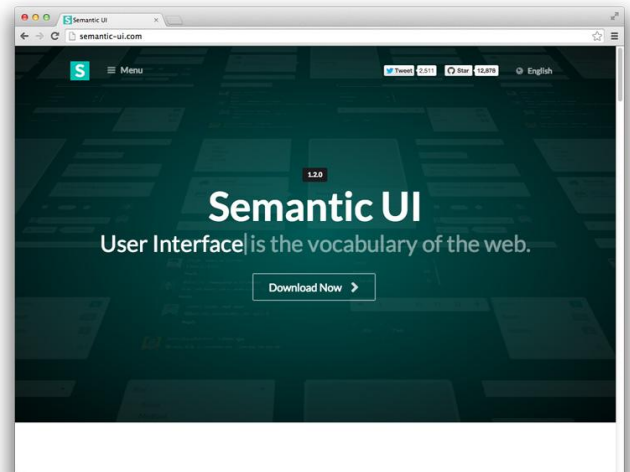 Semantic UI
semantic-ui.com
S
Menu
Tweet 2,511
Star 12,878
English
1.2.0
Semantic UI
User Interface is the vocabulary of the web.
Download Now